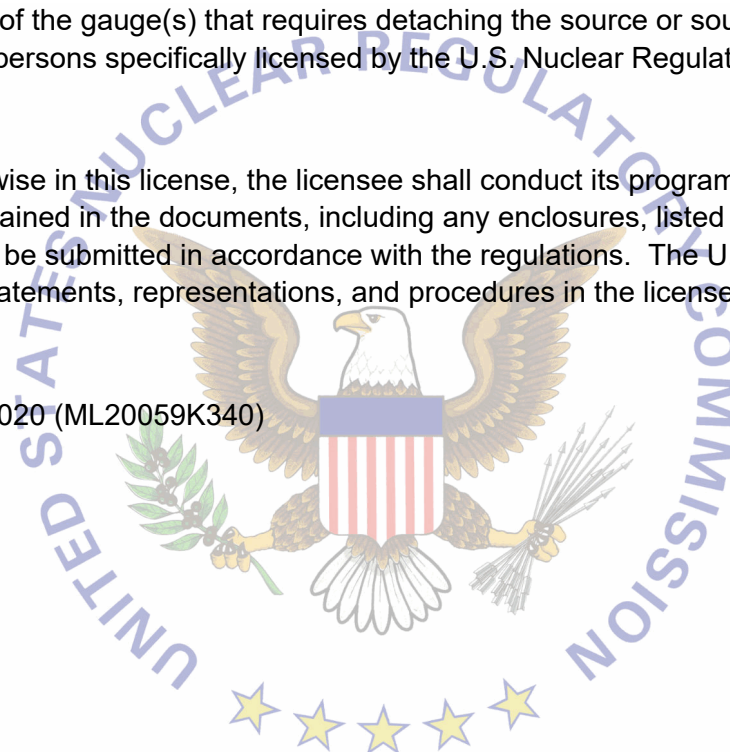 of the gauge(s) that requires detaching the source or sou
persons specifically licensed by the U.S. Nuclear Regulat
wise in this license, the licensee shall conduct its program
ained in the documents, including any enclosures, listed
be submitted in accordance with the regulations. The U
atements, representations, and procedures in the license
020 (ML20059K340)
UNITED STATES NUCLEAR REGULATORY COMMISSION